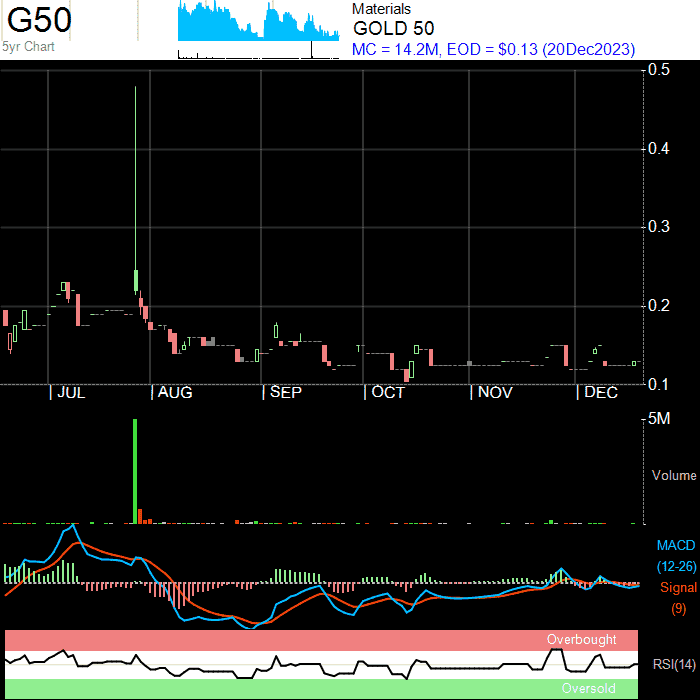 G50
5yr Chart
Materials
GOLD 50
MC = 14.2M, EOD = $0.13 (20Dec2023)
0.5
0.4
0.3
0.2
0.1
JUL
AUG
SEP
OCT
NOV
DEC
5M
Volume
MACD
(12-26)
Signal
(9)
Overbought
RSI(14)
Oversold